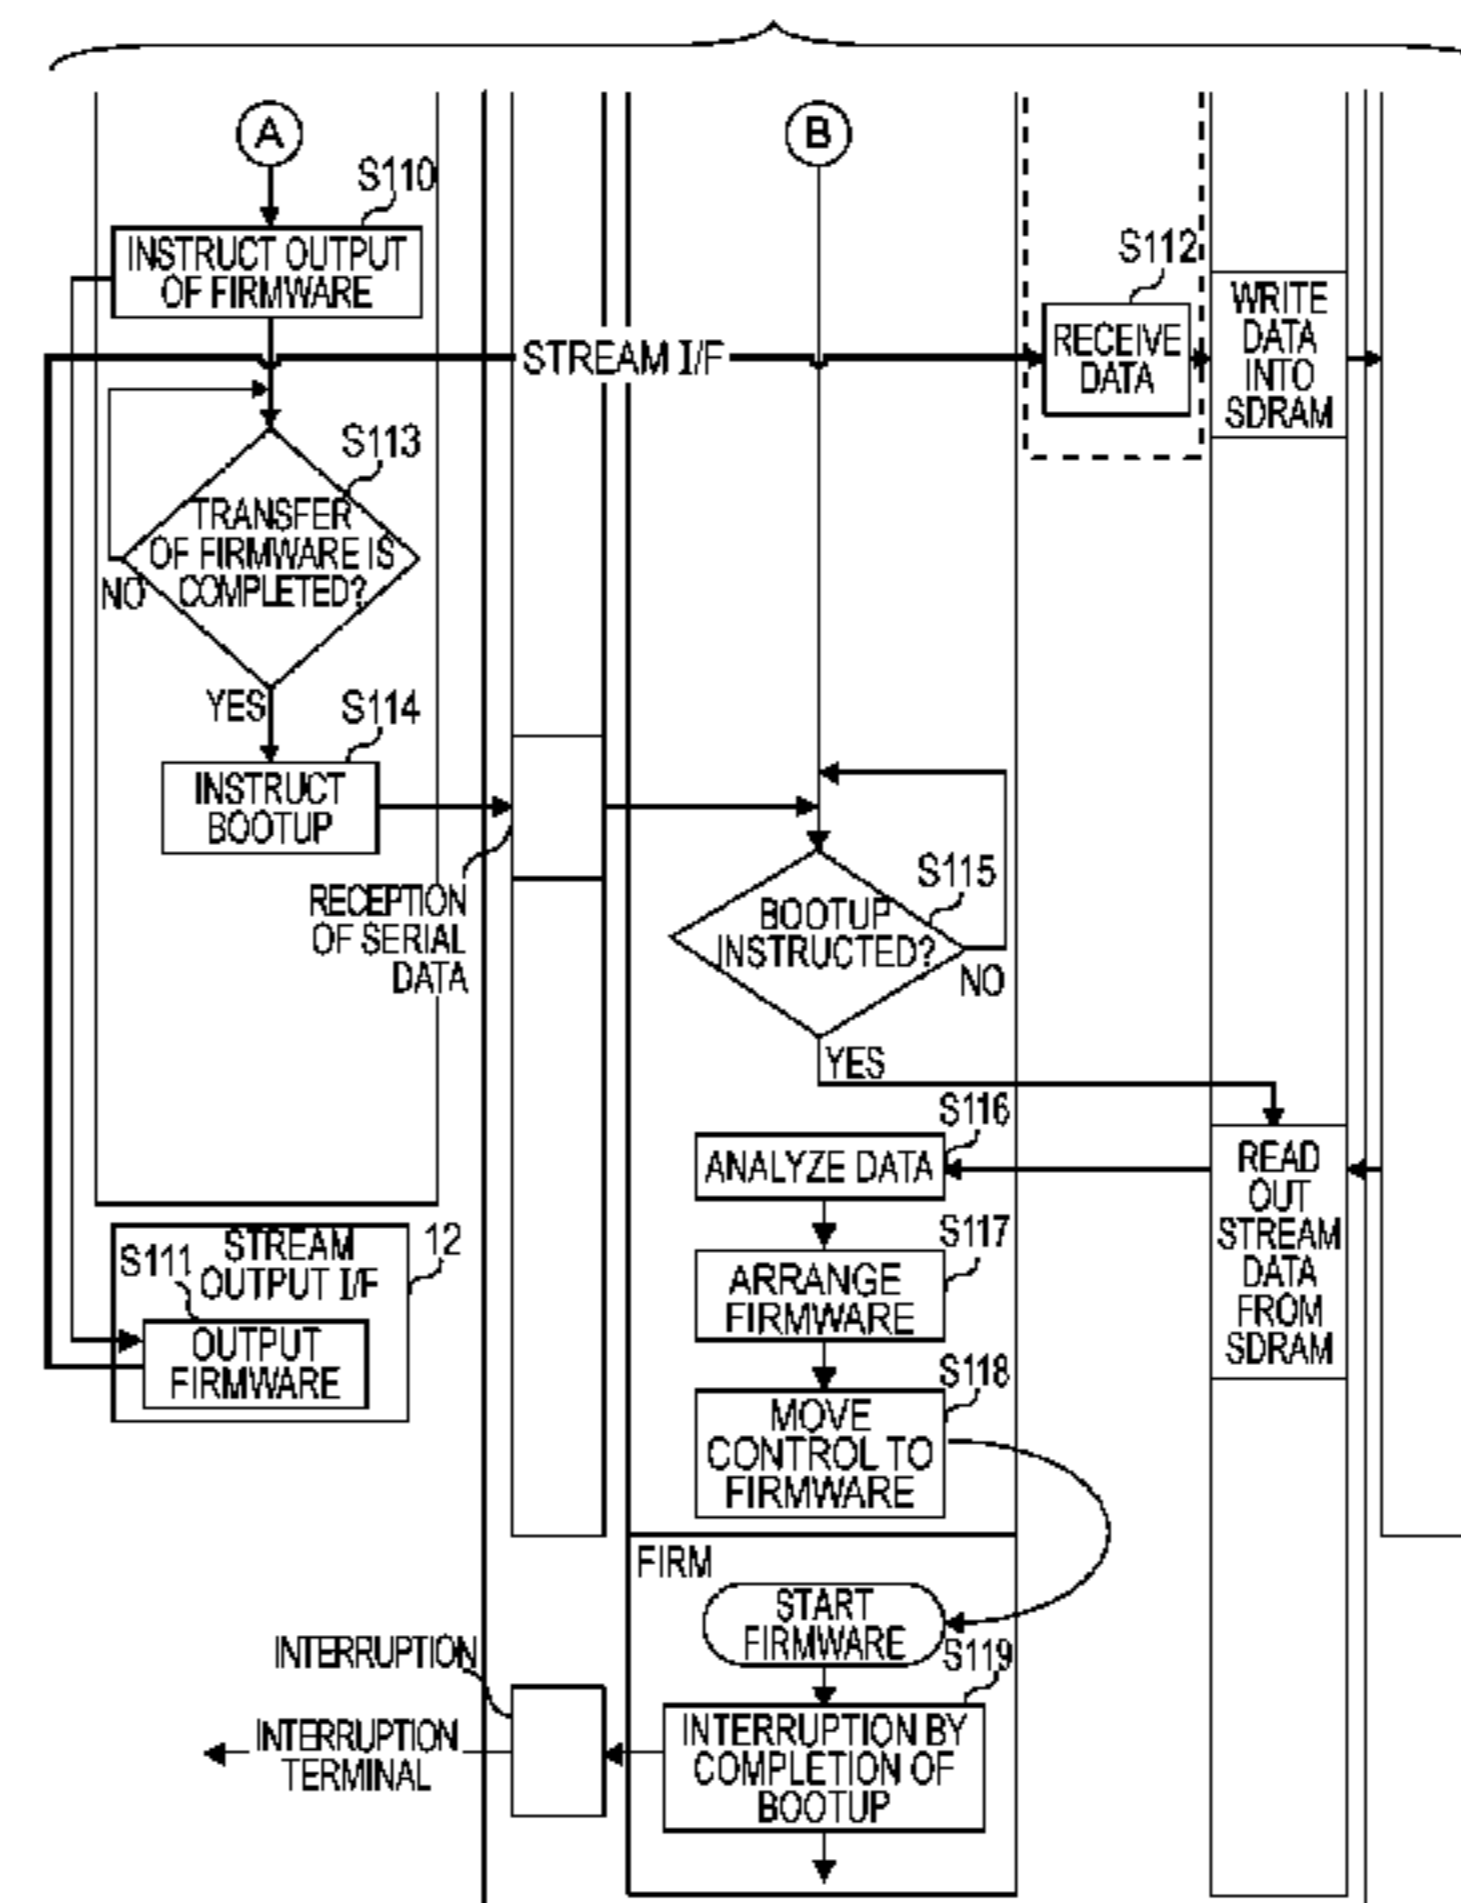 A
B
S110
INSTRUCT OUTPUT
OF FIRMWARE
S112
RECEIVE
DATA
WRITE
DATA
INTO
SDRAM
STREAM I/F
S113
TRANSFER
OF FIRMWARE IS
COMPLETED?
NO
YES
S114
INSTRUCT
BOOTUP
RECEPTION
OF SERIAL
DATA
S115
BOOTUP
INSTRUCTED?
NO
YES
S116
ANALYZE DATA
READ
OUT
STREAM
DATA
FROM
SDRAM
S117
ARRANGE
FIRMWARE
12
STREAM
OUTPUT I/F
S111
OUTPUT
FIRMWARE
S118
MOVE
CONTROL TO
FIRMWARE
FIRM
START
FIRMWARE
S119
INTERRUPTION BY
COMPLETION OF
BOOTUP
INTERRUPTION
INTERRUPTION
TERMINAL